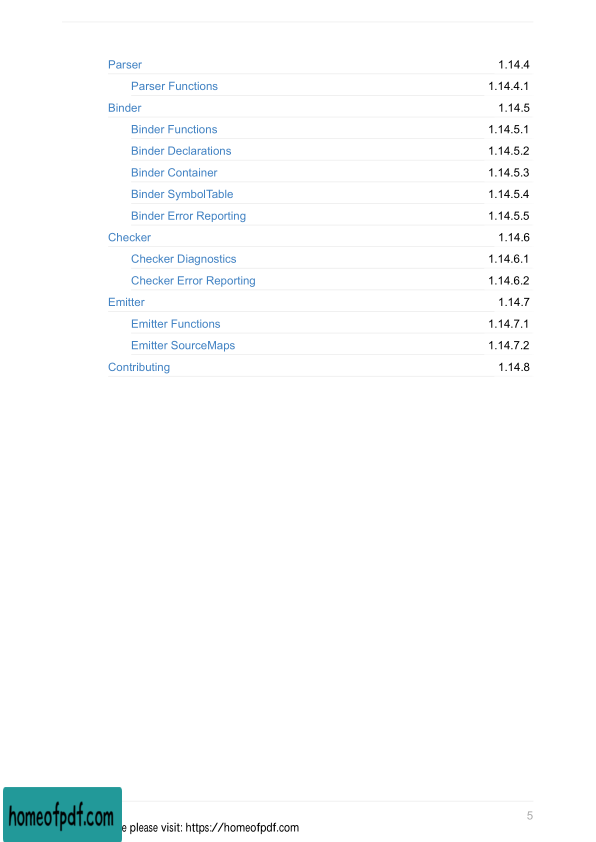 Parser 1.14.4
Parser Functions 1.14.4.1
Binder 1.14.5
Binder Functions 1.14.5.1
Binder Declarations 1.14.5.2
Binder Container 1.14.5.3
Binder SymbolTable 1.14.5.4
Binder Error Reporting 1.14.5.5
Checker 1.14.6
Checker Diagnostics 1.14.6.1
Checker Error Reporting 1.14.6.2
Emitter 1.14.7
Emitter Functions 1.14.7.1
Emitter SourceMaps 1.14.7.2
Contributing 1.14.8
5
homeofpdf.com
e please visit: https://homeofpdf.com